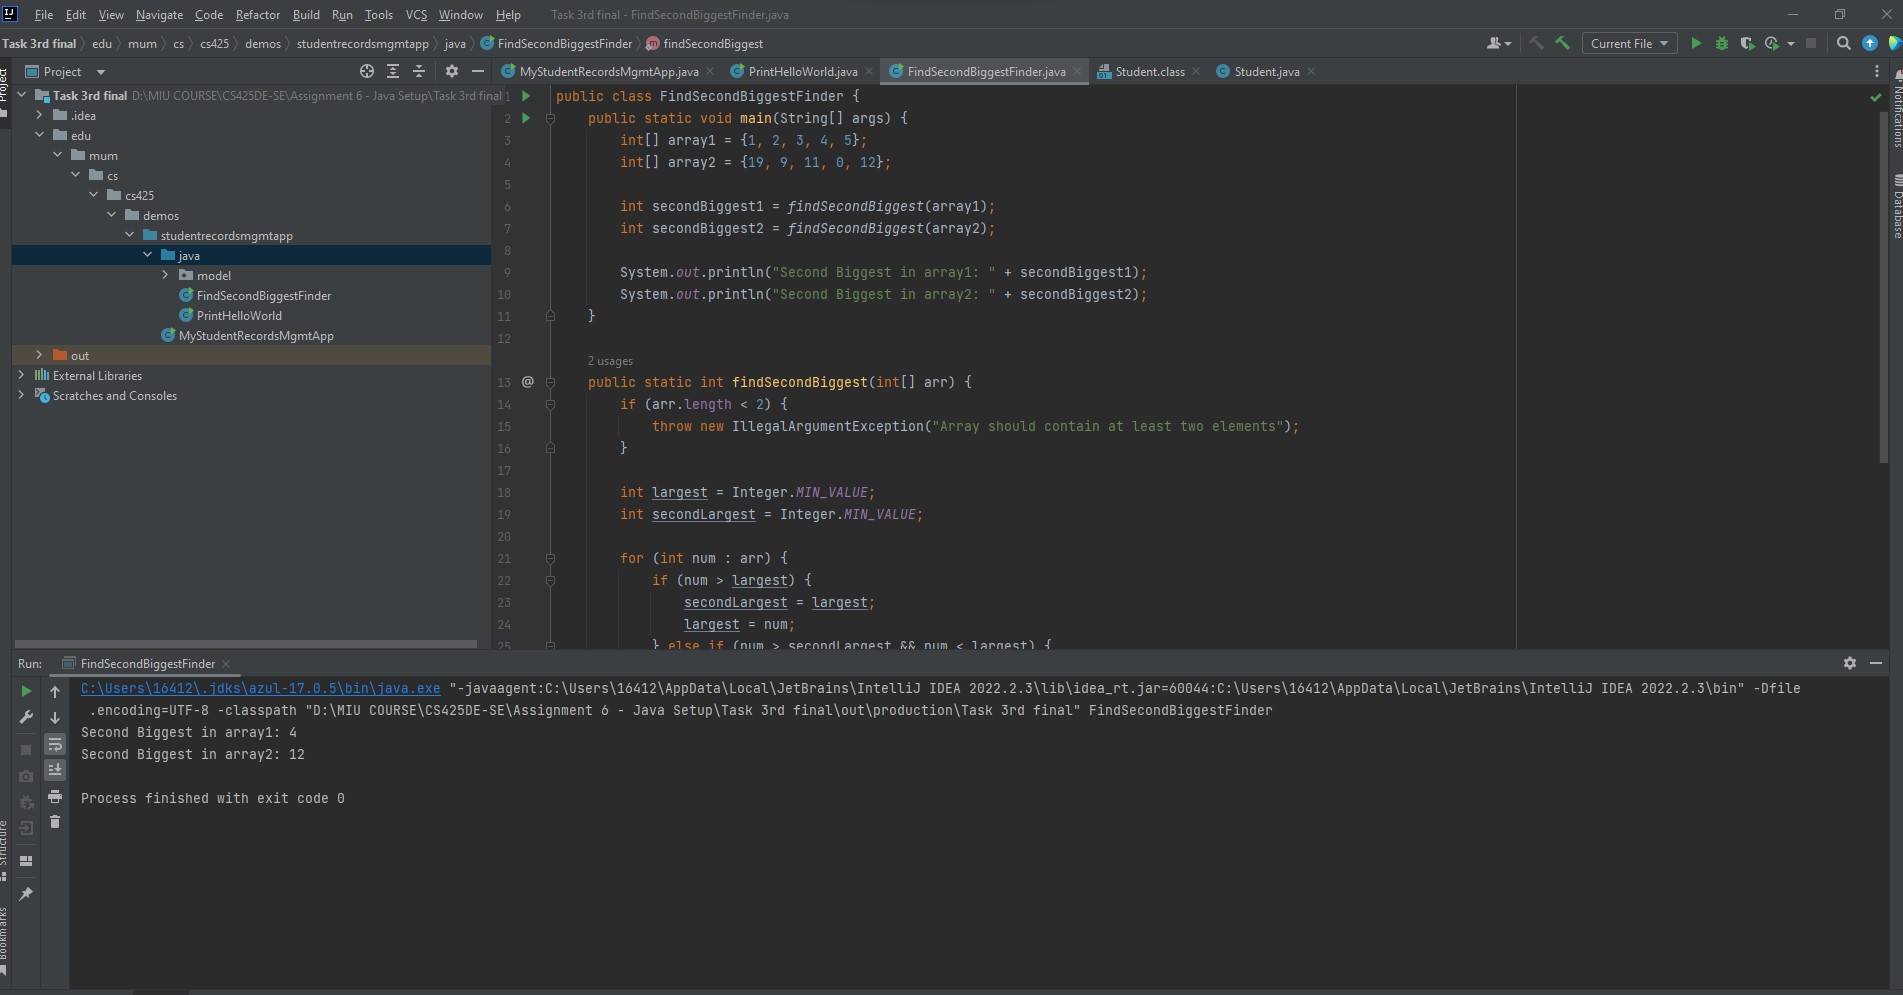 File Edit View Navigate Code Refactor Build Run Tools VCS Window Help Task 3rd final - FindSecondBiggestFinder.java
Task 3rd final edu mum cs cs425 demos studentrecordsmgmtapp java FindSecondBiggestFinder findSecondBiggest Current File
Project
Project
MyStudentRecordsMgmtApp.java PrintHelloWorld.java FindSecondBiggestFinder.java Student.class Student.java
Task 3rd final D:\MIU COURSE\CS425DE-SE\Assignment 6 - Java Setup\Task 3rd final
.idea
edu
mum
cs
cs425
demos
studentrecordsmgmtapp
java
model
FindSecondBiggestFinder
PrintHelloWorld
MyStudentRecordsMgmtApp
out
External Libraries
Scratches and Consoles
1 public class FindSecondBiggestFinder {
2 public static void main(String[] args) {
3 int[] array1 = {1, 2, 3, 4, 5};
4 int[] array2 = {19, 9, 11, 0, 12};
5
6 int secondBiggest1 = findSecondBiggest(array1);
7 int secondBiggest2 = findSecondBiggest(array2);
8
9 System.out.println("Second Biggest in array1: " + secondBiggest1);
10 System.out.println("Second Biggest in array2: " + secondBiggest2);
11 }
12
2 usages
13 @ public static int findSecondBiggest(int[] arr) {
14 if (arr.length < 2) {
15 throw new IllegalArgumentException("Array should contain at least two elements");
16 }
17
18 int largest = Integer.MIN_VALUE;
19 int secondLargest = Integer.MIN_VALUE;
20
21 for (int num : arr) {
22 if (num > largest) {
23 secondLargest = largest;
24 largest = num;
25 } else if (num > secondLargest && num < largest) {
Notifications
Database
Run: FindSecondBiggestFinder
C:\Users\16412\.jdks\azul-17.0.5\bin\java.exe "-javaagent:C:\Users\16412\AppData\Local\JetBrains\IntelliJ IDEA 2022.2.3\lib\idea_rt.jar=60044:C:\Users\16412\AppData\Local\JetBrains\IntelliJ IDEA 2022.2.3\bin" -Dfile
.encoding=UTF-8 -classpath "D:\MIU COURSE\CS425DE-SE\Assignment 6 - Java Setup\Task 3rd final\out\production\Task 3rd final" FindSecondBiggestFinder
Second Biggest in array1: 4
Second Biggest in array2: 12
Process finished with exit code 0
Structure
Bookmarks